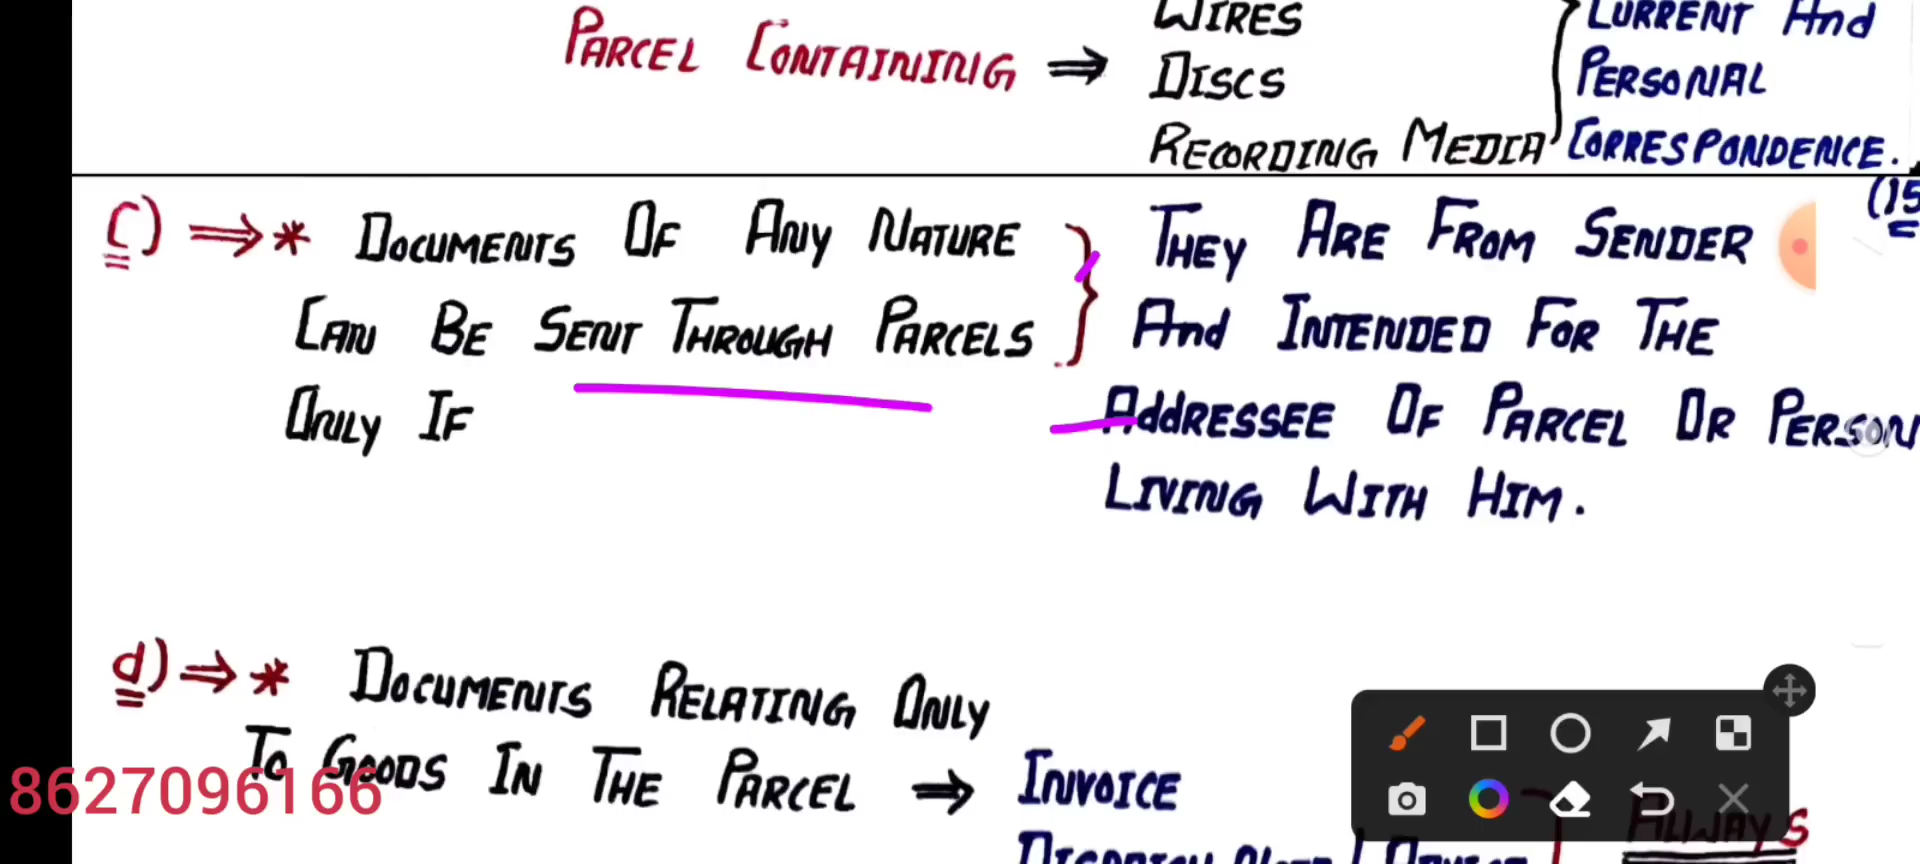 WIRES
CURRENT And
PARCEL CONTAINING ⇒
DISCS
PERSONAL
RECORDING MEDIA
CORRESPONDENCE.
(15
C) ⇒ * DOCUMENTS OF ANY NATURE
CAN BE SENT THROUGH PARCELS
ONLY IF
THEY ARE FROM SENDER
And INTENDED FOR THE
AddRESSEE OF PARCEL OR PERSON
LIVING WITH HIM.
d) ⇒ * DOCUMENTS RELATING ONLY
TO GOODS IN THE PARCEL ⇒ INVOICE
8627096166
ALWAYS